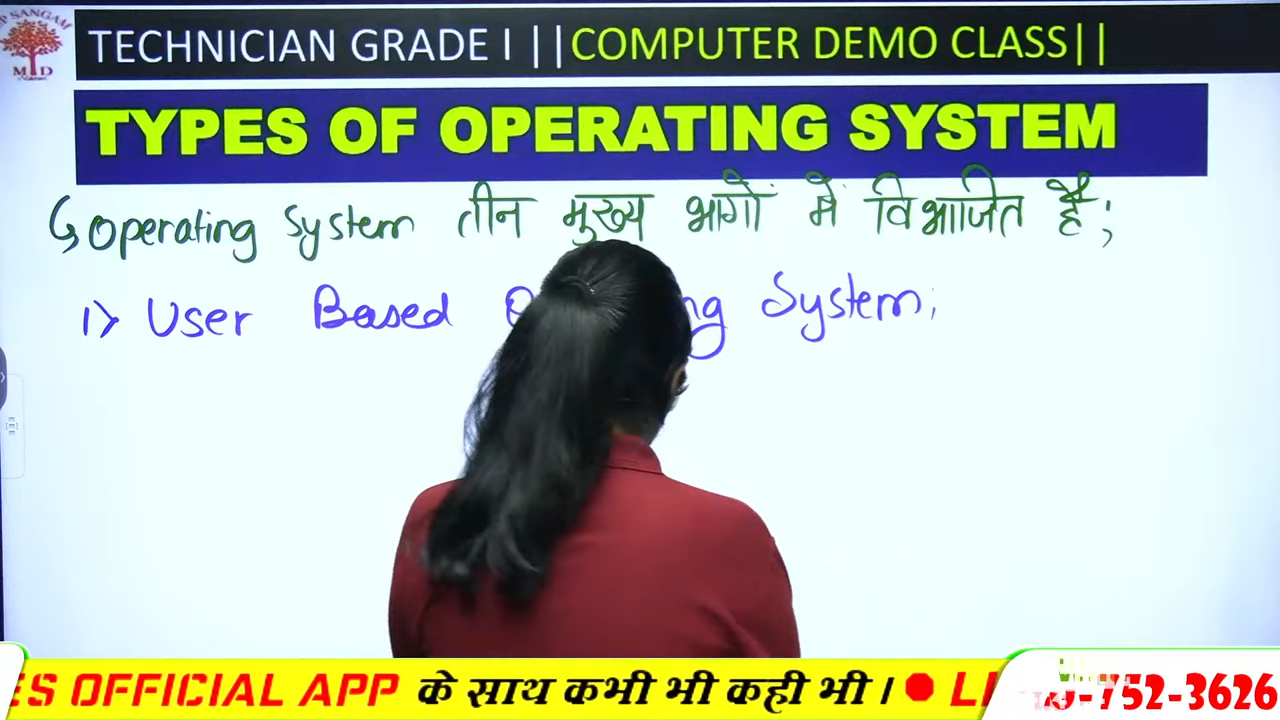 P SANGAM
M D
TECHNICIAN GRADE I ||COMPUTER DEMO CLASS||
TYPES OF OPERATING SYSTEM
operating System तीन मुख्य भागों में विभाजित है;
1) User Based System;
ES OFFICIAL APP के साथ कभी भी कही भी ।
-752-3626